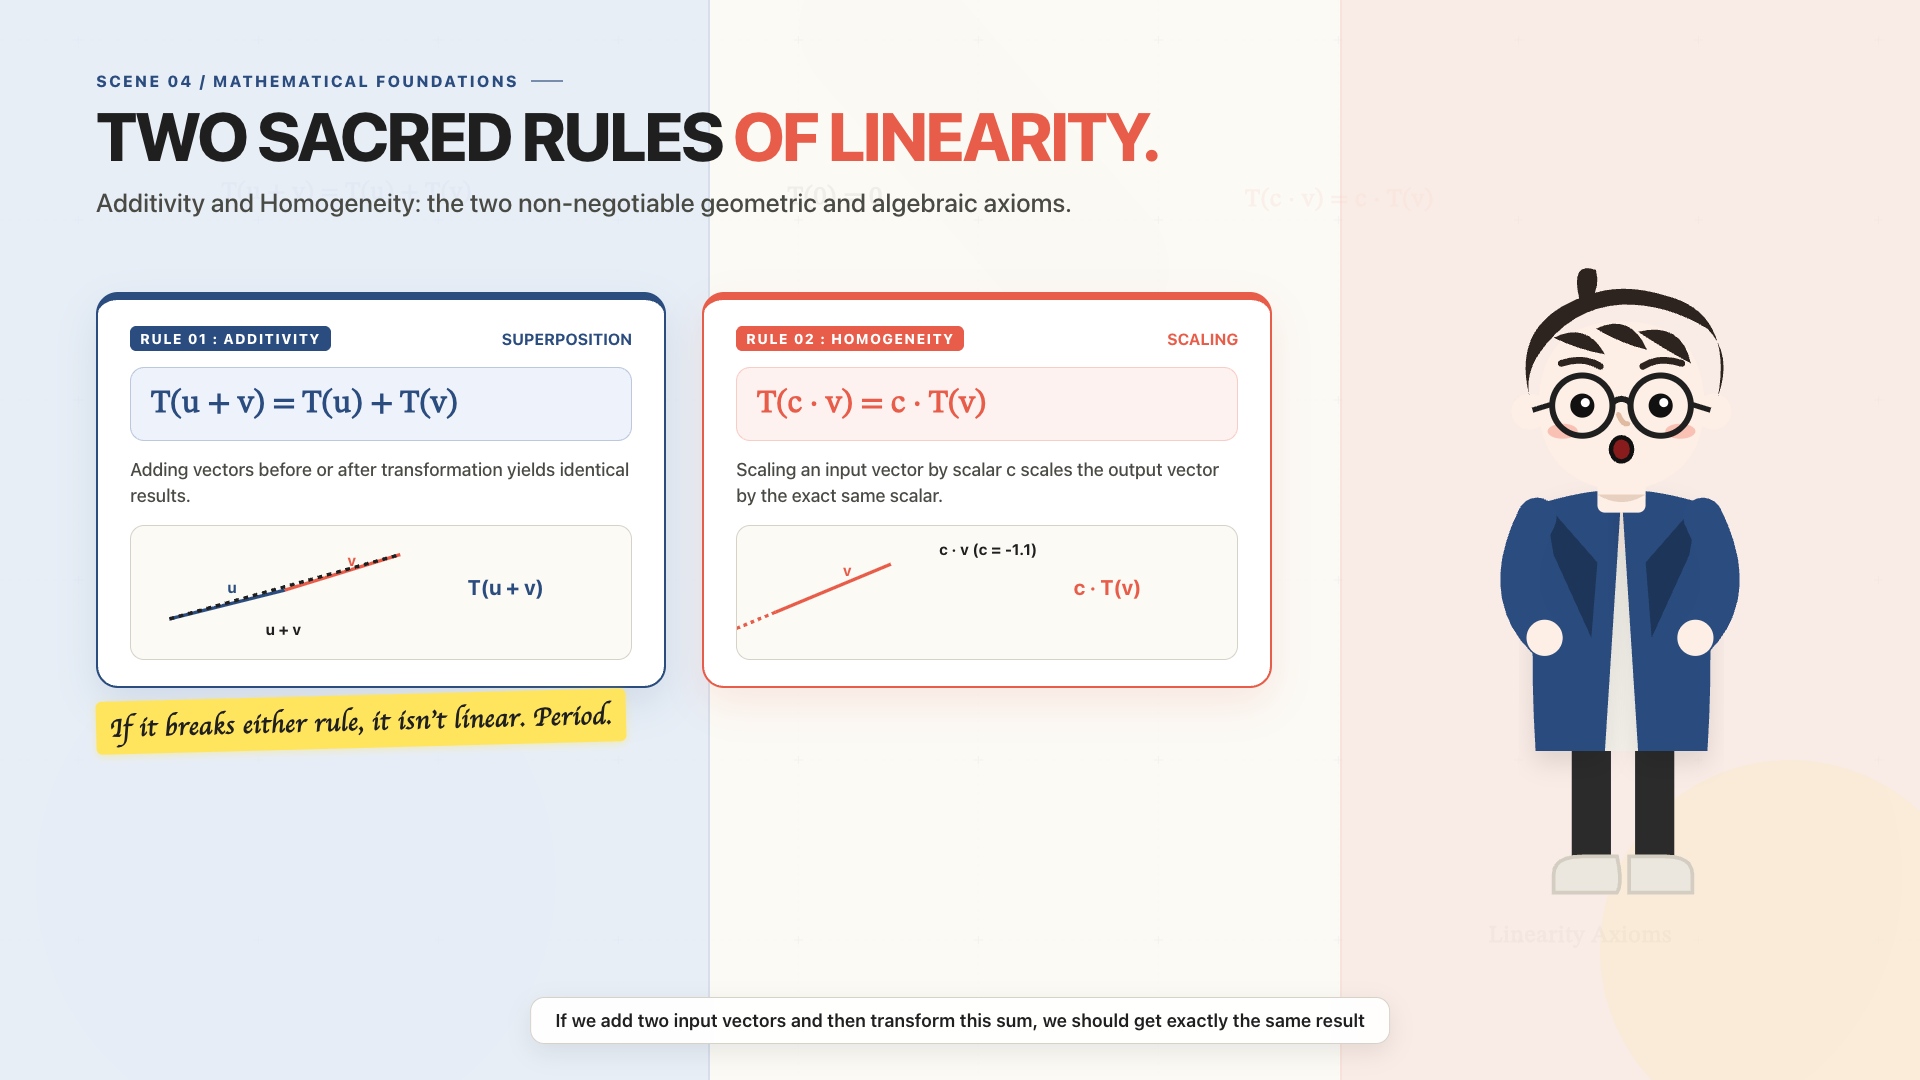 SCENE 04 / MATHEMATICAL FOUNDATIONS
TWO SACRED RULES OF LINEARITY.
T(u + v) = T(u) + T(v)
T(0) = 0
T(c · v) = c · T(v)
Additivity and Homogeneity: the two non-negotiable geometric and algebraic axioms.
RULE 01 : ADDITIVITY
SUPERPOSITION
T(u + v) = T(u) + T(v)
Adding vectors before or after transformation yields identical
results.
u
v
u + v
T(u + v)
RULE 02 : HOMOGENEITY
SCALING
T(c · v) = c · T(v)
Scaling an input vector by scalar c scales the output vector
by the exact same scalar.
v
c · v (c = -1.1)
c · T(v)
If it breaks either rule, it isn't linear. Period.
Linearity Axioms
If we add two input vectors and then transform this sum, we should get exactly the same result